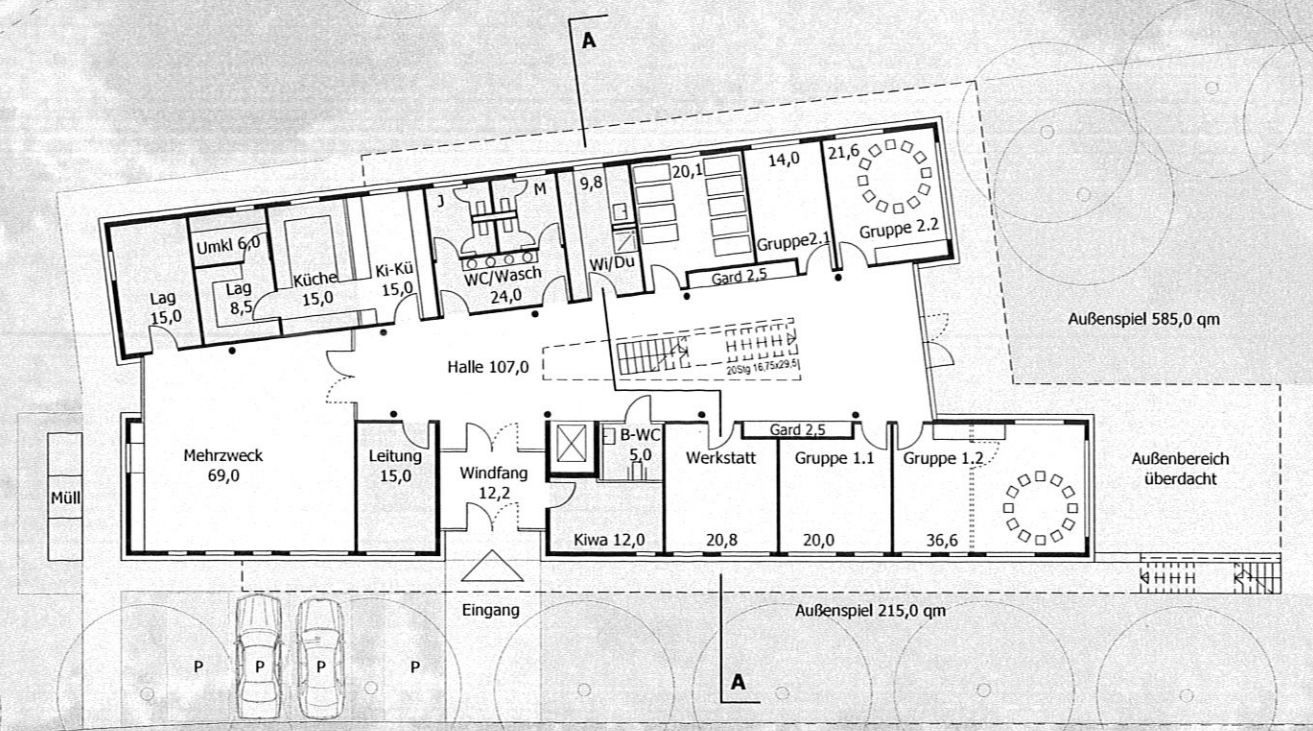 A
J
M
9,8
20,1
14,0
21,6
Gruppe2.1
Gruppe 2.2
Umkl 6,0
Lag
15,0
Lag
8,5
Küche
15,0
Ki-Kü
15,0
WC/Wasch
24,0
Wi/Du
Gard 2,5
Außenspiel 585,0 qm
Halle 107,0
20Stg 16,75x29,5
Mehrzweck
69,0
Leitung
15,0
Windfang
12,2
B-WC
5,0
Gard 2,5
Werkstatt
20,8
Gruppe 1.1
20,0
Gruppe 1.2
36,6
Außenbereich
überdacht
Müll
Kiwa 12,0
Eingang
Außenspiel 215,0 qm
P
P
P
P
A